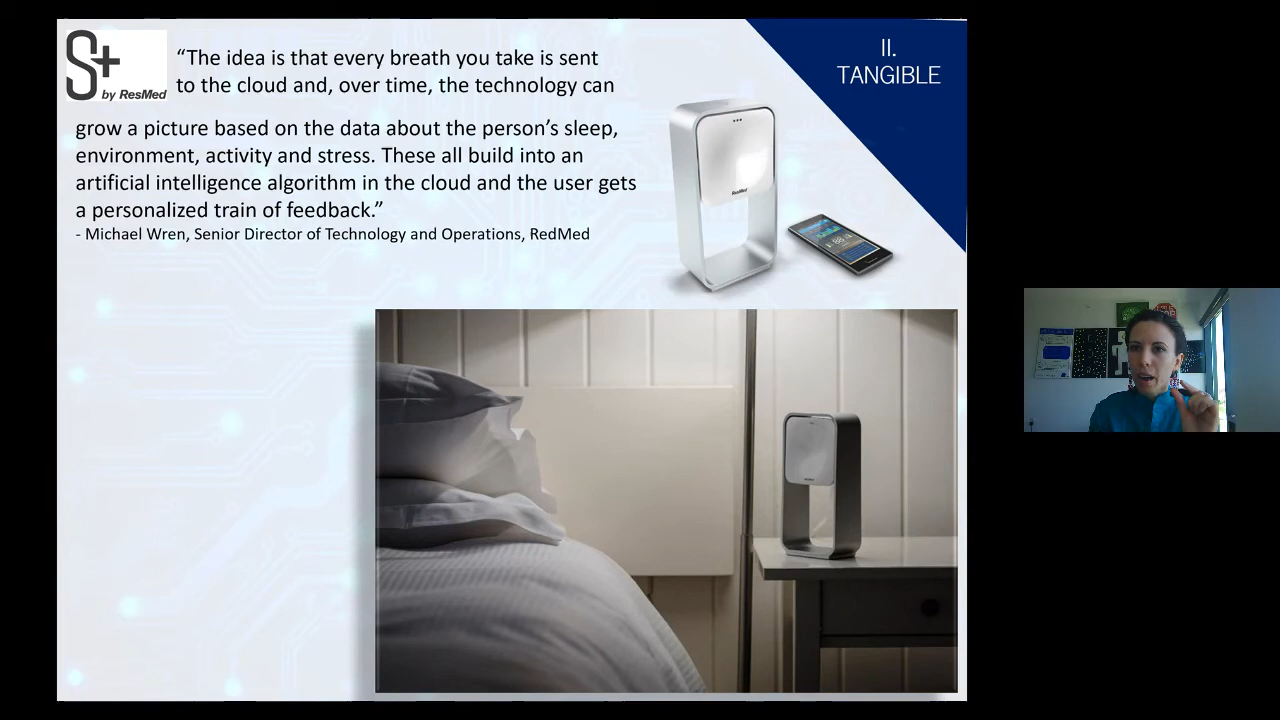 S+
by ResMed
“The idea is that every breath you take is sent
to the cloud and, over time, the technology can
grow a picture based on the data about the person’s sleep,
environment, activity and stress. These all build into an
artificial intelligence algorithm in the cloud and the user gets
a personalized train of feedback.”
- Michael Wren, Senior Director of Technology and Operations, RedMed
II.
TANGIBLE
ResMed